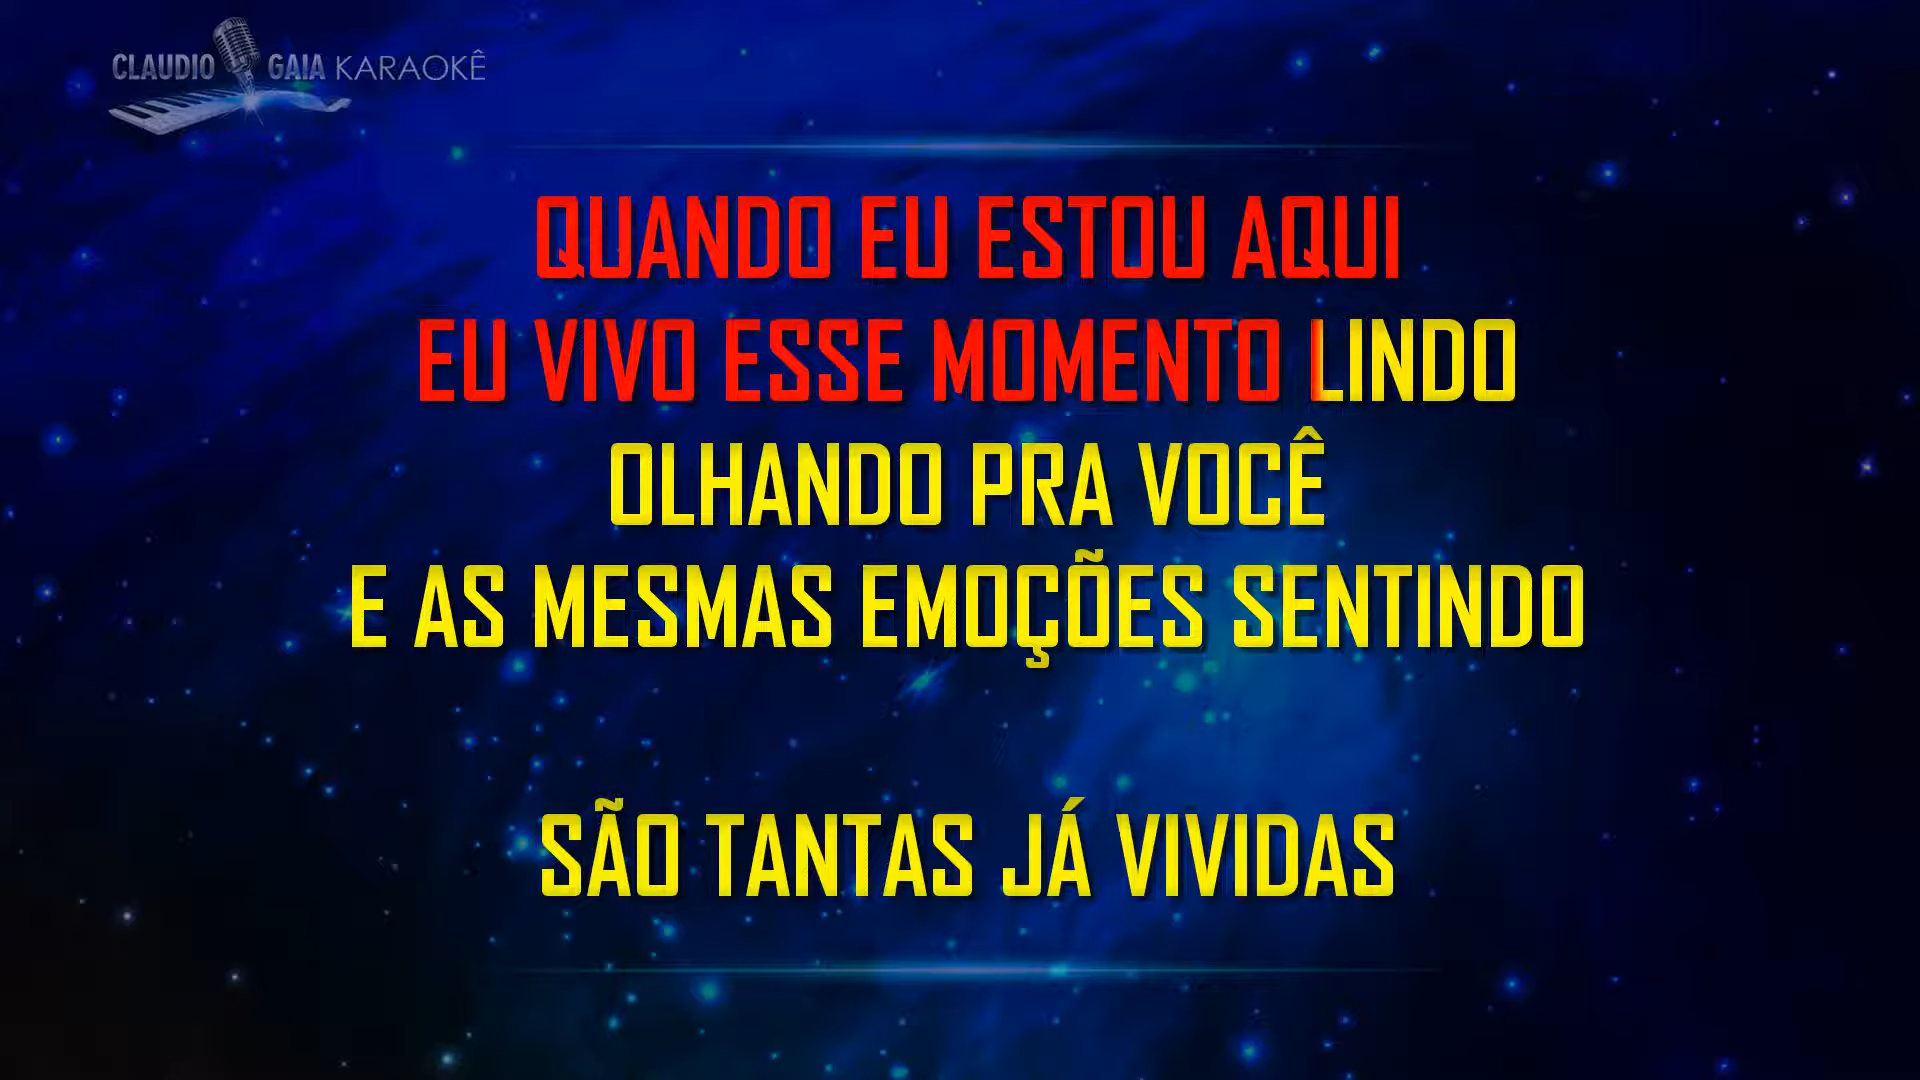 CLAUDIO GAIA KARAOKÊ
QUANDO EU ESTOU AQUI
EU VIVO ESSE MOMENTO LINDO
OLHANDO PRA VOCÊ
E AS MESMAS EMOÇÕES SENTINDO
SÃO TANTAS JÁ VIVIDAS